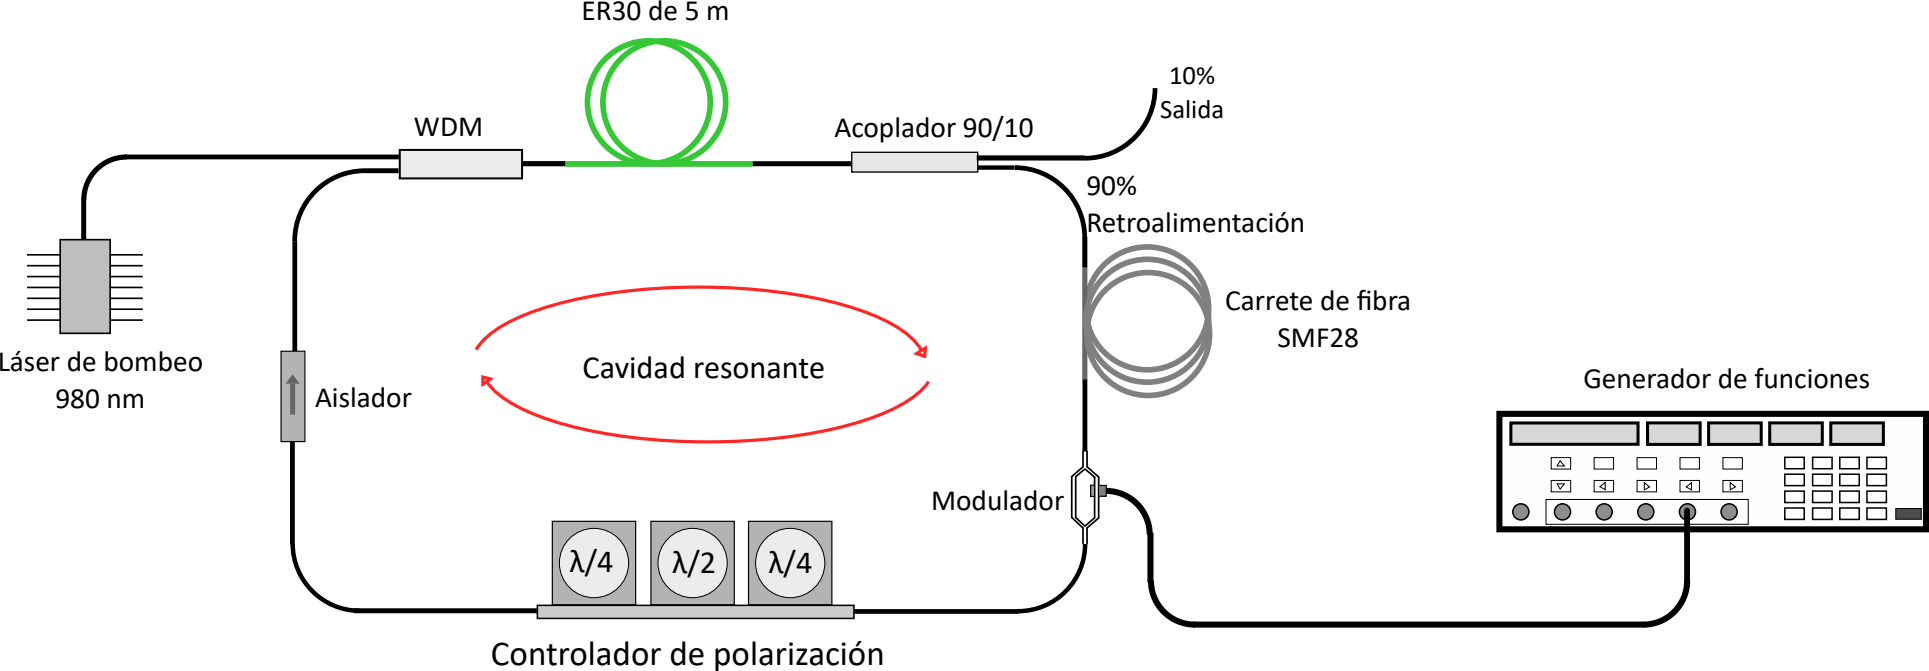 ER30 de 5 m
10%
Salida
WDM
Acoplador 90/10
90%
Retroalimentación
Carrete de fibra
SMF28
Láser de bombeo
980 nm
Aislador
Cavidad resonante
Generador de funciones
Modulador
λ/4
λ/2
λ/4
Controlador de polarización